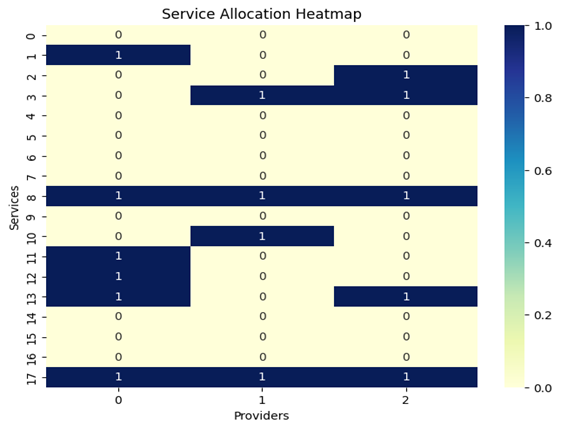 Service Allocation Heatmap
0 0 0 0
1 1 0 0
2 0 0 1
3 0 1 1
4 0 0 0
5 0 0 0
6 0 0 0
7 0 0 0
8 1 1 1
9 0 0 0
10 0 1 0
11 1 0 0
12 1 0 0
13 1 0 1
14 0 0 0
15 0 0 0
16 0 0 0
17 1 1 1
0 1 2
Providers
Services
1.0
0.8
0.6
0.4
0.2
0.0